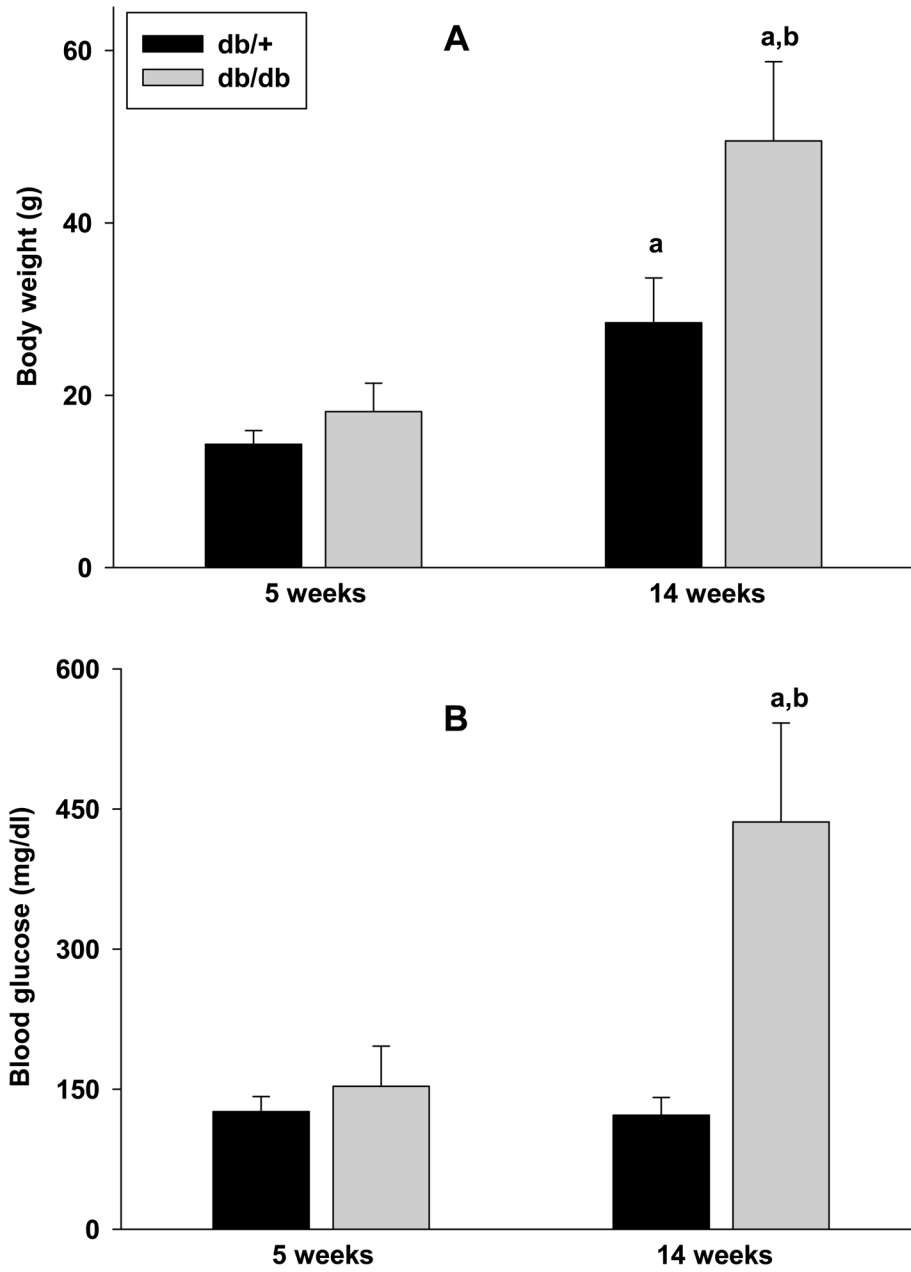 A
db/+
db/db
a,b
a
60
40
20
0
Body weight (g)
5 weeks
14 weeks
B
a,b
600
450
300
150
0
Blood glucose (mg/dl)
5 weeks
14 weeks